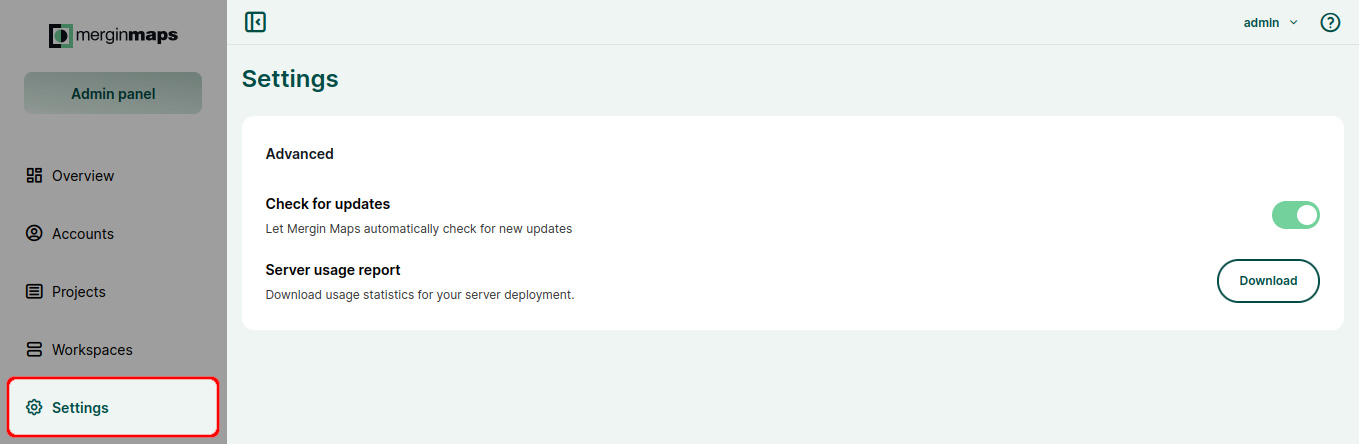 merginmaps
Admin panel
Overview
Accounts
Projects
Workspaces
Settings
admin
Settings
Advanced
Check for updates
Let Mergin Maps automatically check for new updates
Server usage report
Download usage statistics for your server deployment.
Download